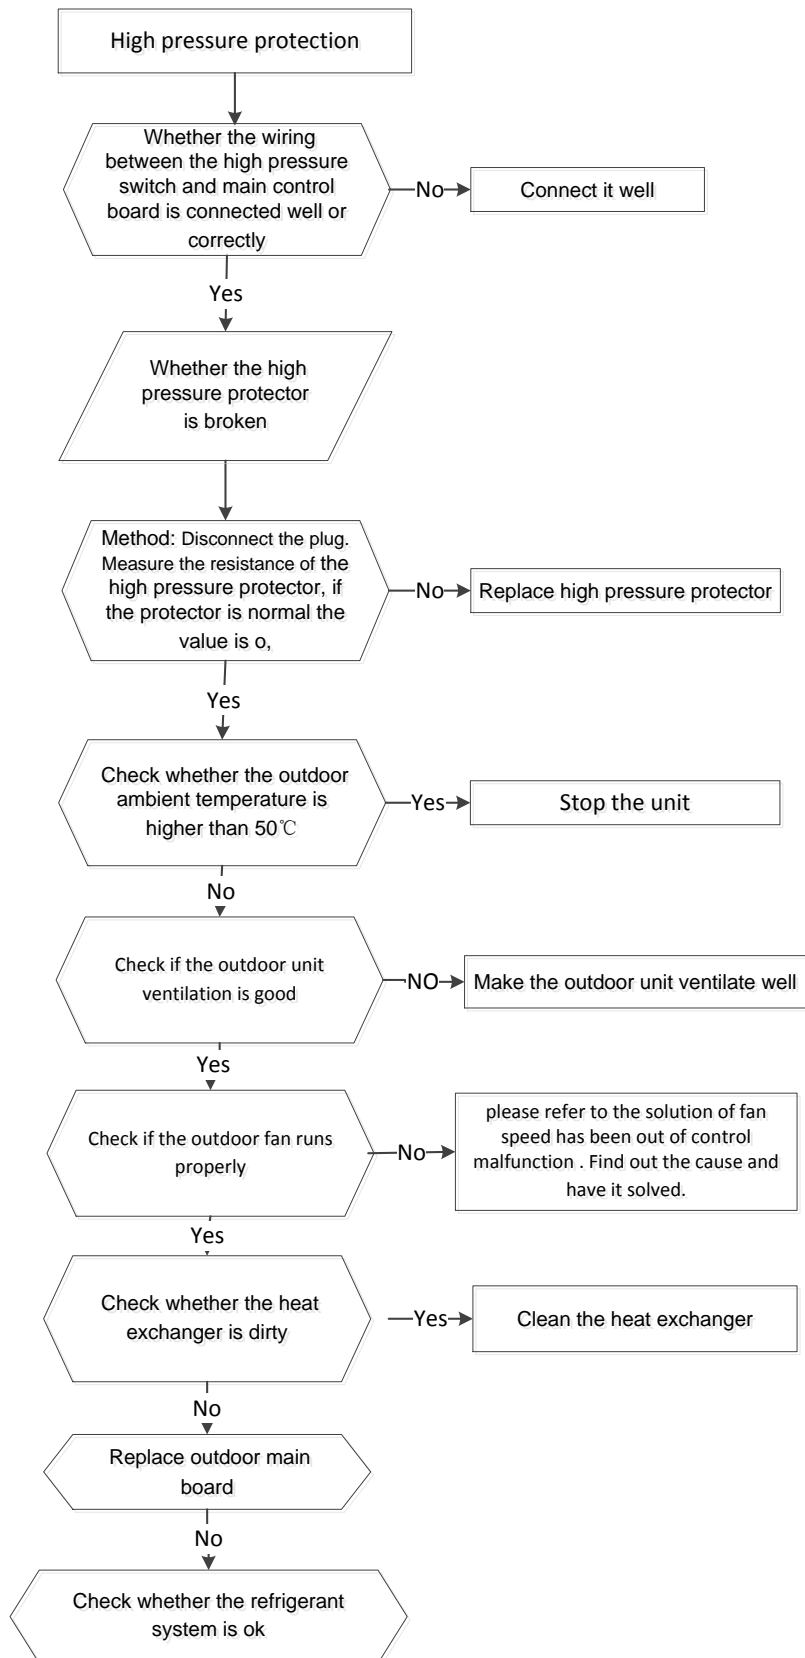 High pressure protection
Whether the wiring
between the high pressure
switch and main control
board is connected well or
correctly
No
Connect it well
Yes
Whether the high
pressure protector
is broken
Method: Disconnect the plug.
Measure the resistance of the
high pressure protector, if
the protector is normal the
value is o,
No
Replace high pressure protector
Yes
Check whether the outdoor
ambient temperature is
higher than 50℃
Yes
Stop the unit
No
Check if the outdoor unit
ventilation is good
NO
Make the outdoor unit ventilate well
Yes
Check if the outdoor fan runs
properly
No
please refer to the solution of fan
speed has been out of control
malfunction . Find out the cause and
have it solved.
Yes
Check whether the heat
exchanger is dirty
Yes
Clean the heat exchanger
No
Replace outdoor main
board
No
Check whether the refrigerant
system is ok